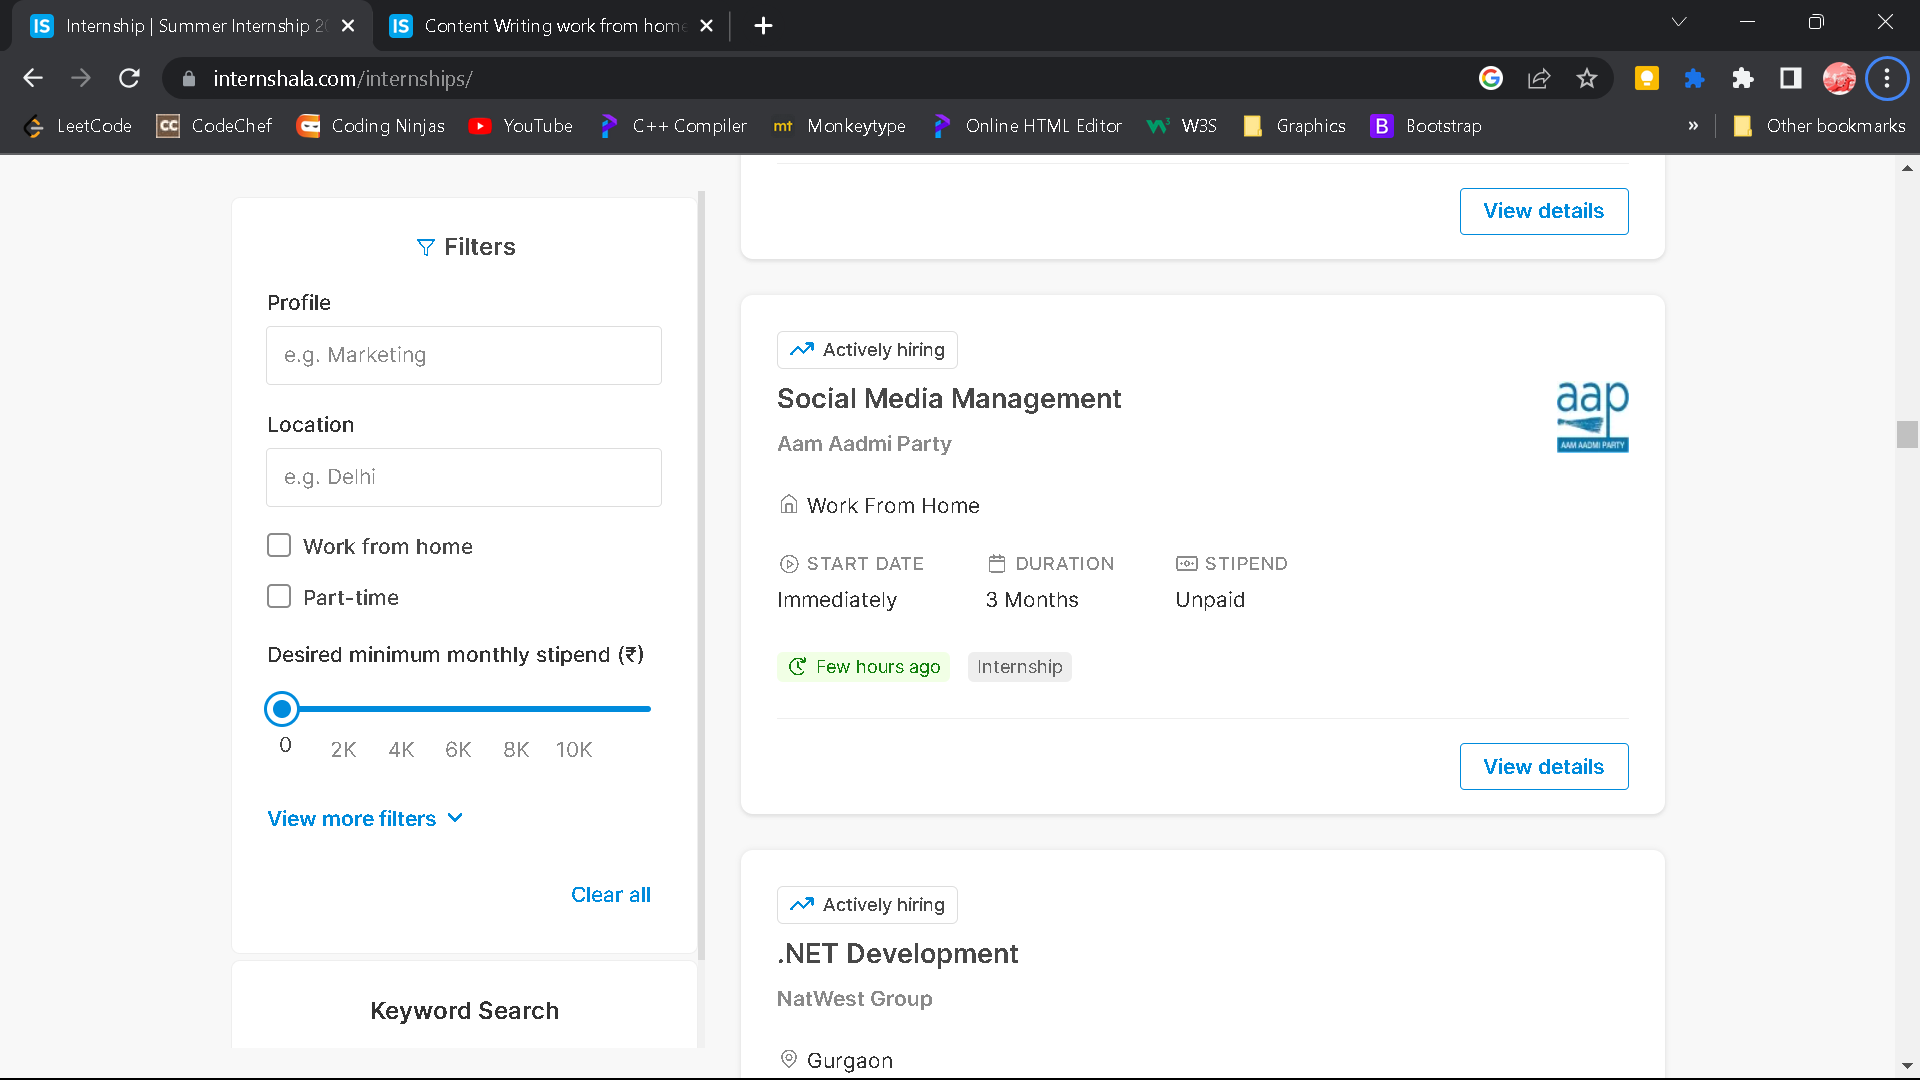 Internship | Summer Internship 20
Content Writing work from home
internshala.com/internships/
LeetCode
CodeChef
Coding Ninjas
YouTube
C++ Compiler
mt Monkeytype
Online HTML Editor
W3S
Graphics
Bootstrap
»
Other bookmarks
Filters
Profile
e.g. Marketing
Location
e.g. Delhi
Work from home
Part-time
Desired minimum monthly stipend (₹)
0 2K 4K 6K 8K 10K
View more filters
Clear all
Keyword Search
View details
Actively hiring
Social Media Management
Aam Aadmi Party
aap
AAM AADMI PARTY
Work From Home
START DATE DURATION STIPEND
Immediately 3 Months Unpaid
Few hours ago Internship
View details
Actively hiring
.NET Development
NatWest Group
Gurgaon